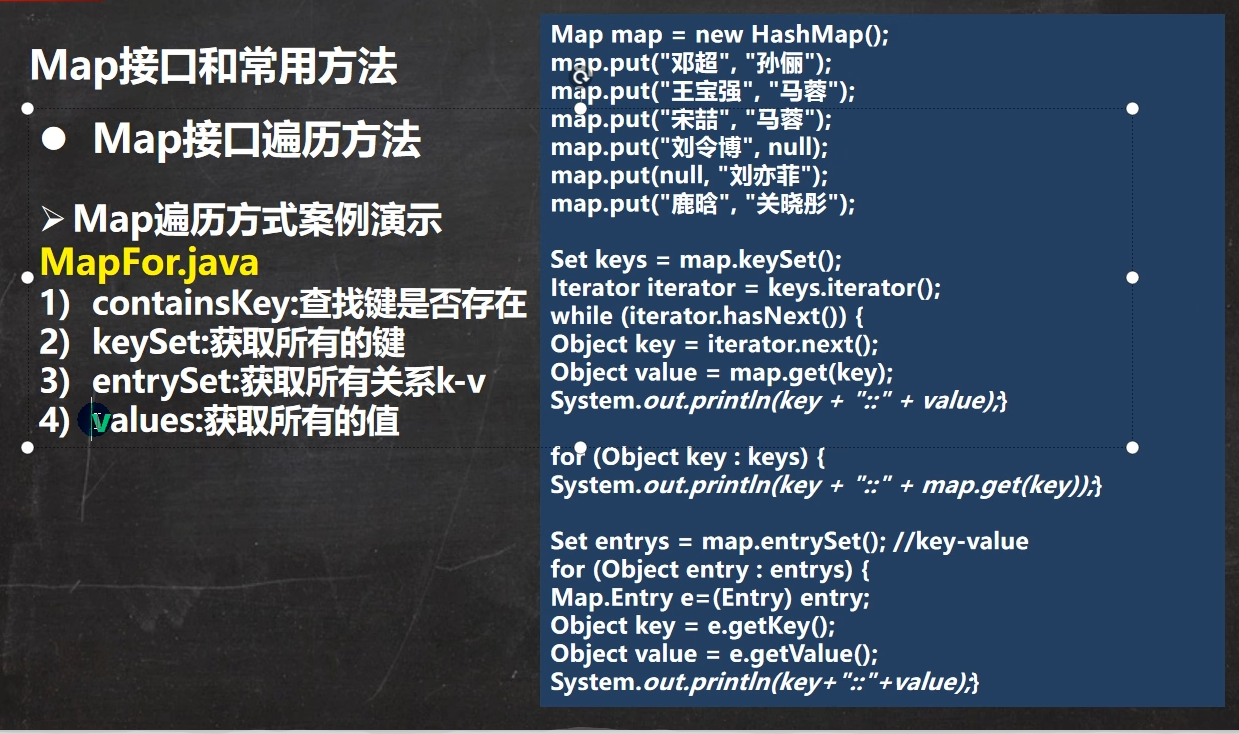 Map接口和常用方法
● Map接口遍历方法
➢ Map遍历方式案例演示
MapFor.java
1) containsKey:查找键是否存在
2) keySet:获取所有的键
3) entrySet:获取所有关系k-v
4) values:获取所有的值
Map map = new HashMap();
map.put("邓超", "孙俪");
map.put("王宝强", "马蓉");
map.put("宋喆", "马蓉");
map.put("刘令博", null);
map.put(null, "刘亦菲");
map.put("鹿晗", "关晓彤");
Set keys = map.keySet();
Iterator iterator = keys.iterator();
while (iterator.hasNext()) {
Object key = iterator.next();
Object value = map.get(key);
System.out.println(key + "::" + value);}
for (Object key : keys) {
System.out.println(key + "::" + map.get(key));}
Set entrys = map.entrySet(); //key-value
for (Object entry : entrys) {
Map.Entry e=(Entry) entry;
Object key = e.getKey();
Object value = e.getValue();
System.out.println(key+"::"+value);}